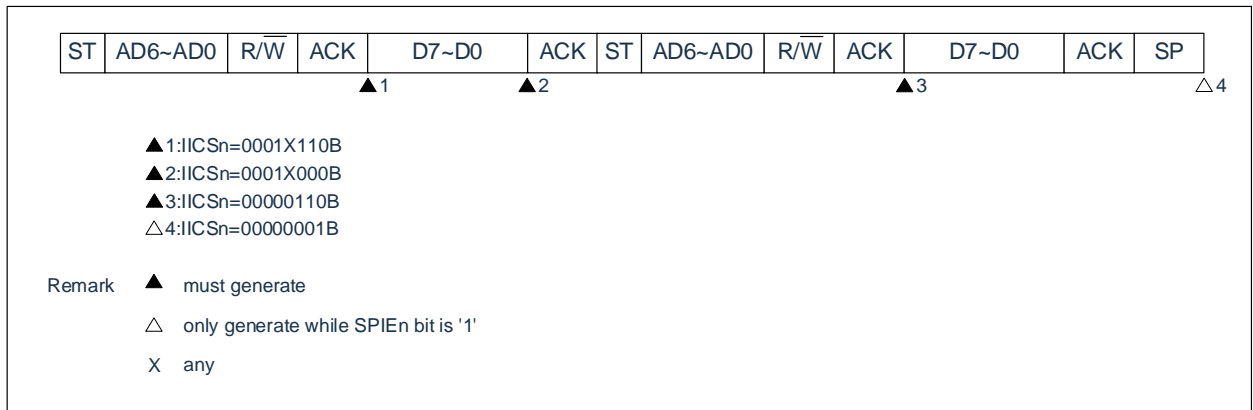 ST AD6~AD0 R/W̅ ACK D7~D0 ACK ST AD6~AD0 R/W̅ ACK D7~D0 ACK SP
▲1 ▲2 ▲3 △4
▲1:IICSn=0001X110B
▲2:IICSn=0001X000B
▲3:IICSn=00000110B
△4:IICSn=00000001B
Remark ▲ must generate
△ only generate while SPIEn bit is '1'
X any